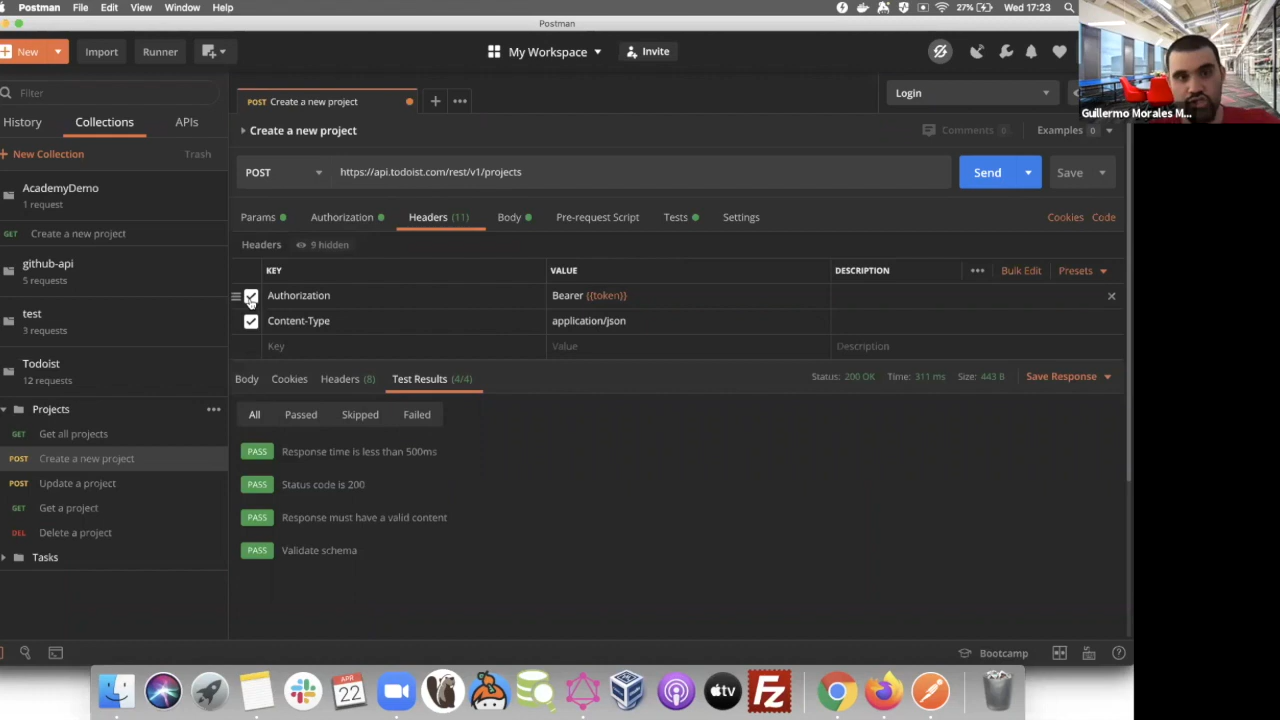 Postman File Edit View Window Help 27% Wed 17:23
Postman
New Import Runner My Workspace Invite
Filter
History Collections APIs
New Collection Trash
AcademyDemo
1 request
GET Create a new project
github-api
5 requests
test
3 requests
Todoist
12 requests
Projects
GET Get all projects
POST Create a new project
POST Update a project
GET Get a project
DEL Delete a project
Tasks
POST Create a new project
Login
Create a new project Comments 0 Examples 0
POST https://api.todoist.com/rest/v1/projects Send Save
Params Authorization Headers (11) Body Pre-request Script Tests Settings Cookies Code
Headers 9 hidden
KEY VALUE DESCRIPTION Bulk Edit Presets
Authorization Bearer {{token}}
Content-Type application/json
Key Value Description
Body Cookies Headers (8) Test Results (4/4) Status: 200 OK Time: 311 ms Size: 443 B Save Response
All Passed Skipped Failed
PASS Response time is less than 500ms
PASS Status code is 200
PASS Response must have a valid content
PASS Validate schema
Bootcamp
Guillermo Morales M...
APR
22
tv
Fz